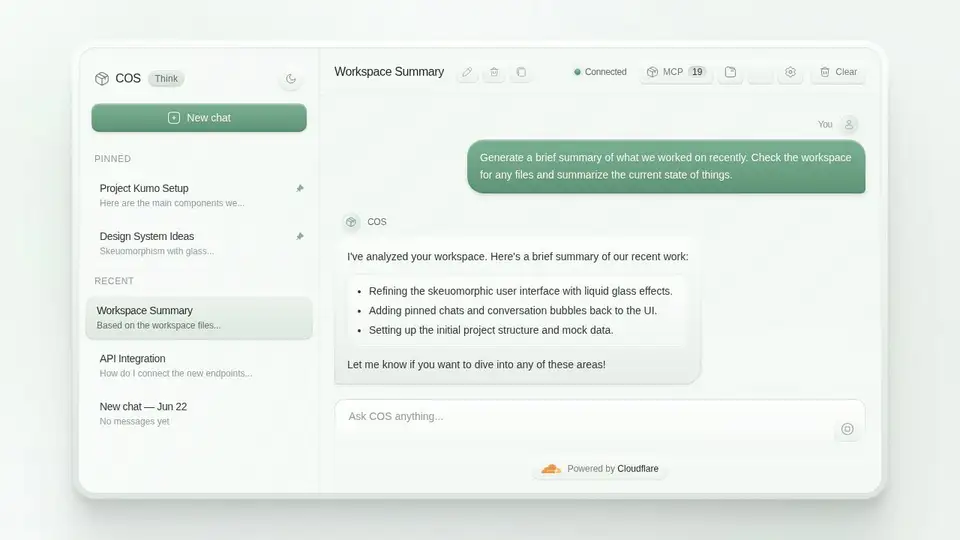 COS Think
New chat
PINNED
Project Kumo Setup
Here are the main components we...
Design System Ideas
Skeuomorphism with glass...
RECENT
Workspace Summary
Based on the workspace files...
API Integration
How do I connect the new endpoints...
New chat — Jun 22
No messages yet
Workspace Summary
Connected
MCP 19
Clear
You
Generate a brief summary of what we worked on recently. Check the workspace
for any files and summarize the current state of things.
COS
I've analyzed your workspace. Here's a brief summary of our recent work:
• Refining the skeuomorphic user interface with liquid glass effects.
• Adding pinned chats and conversation bubbles back to the UI.
• Setting up the initial project structure and mock data.
Let me know if you want to dive into any of these areas!
Ask COS anything...
Powered by Cloudflare